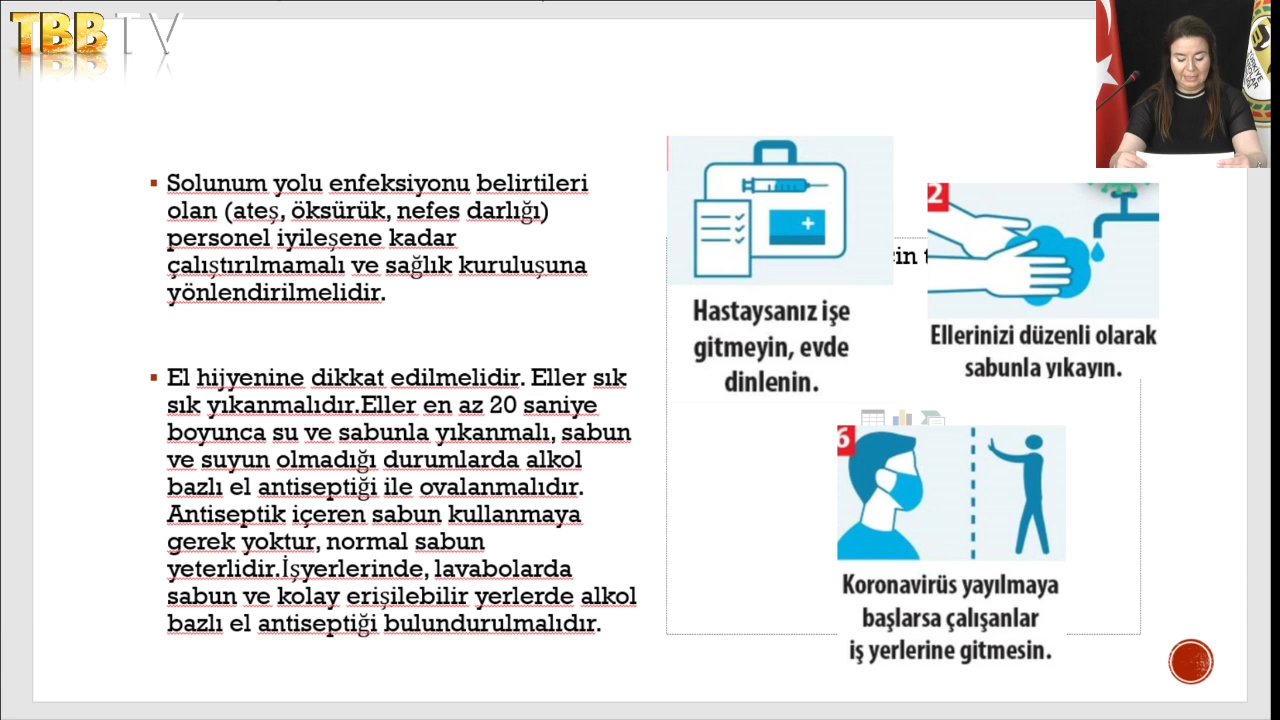 TBB TV
Solunum yolu enfeksiyonu belirtileri
olan (ateş, öksürük, nefes darlığı)
personel iyileşene kadar
çalıştırılmamalı ve sağlık kuruluşuna
yönlendirilmelidir.
El hijyenine dikkat edilmelidir. Eller sık
sık yıkanmalıdır.Eller en az 20 saniye
boyunca su ve sabunla yıkanmalı, sabun
ve suyun olmadığı durumlarda alkol
bazlı el antiseptiği ile ovalanmalıdır.
Antiseptik içeren sabun kullanmaya
gerek yoktur, normal sabun
yeterlidir.İşyerlerinde, lavabolarda
sabun ve kolay erişilebilir yerlerde alkol
bazlı el antiseptiği bulundurulmalıdır.
Hastaysanız işe
gitmeyin, evde
dinlenin.
2
Ellerinizi düzenli olarak
sabunla yıkayın.
6
Koronavirüs yayılmaya
başlarsa çalışanlar
iş yerlerine gitmesin.